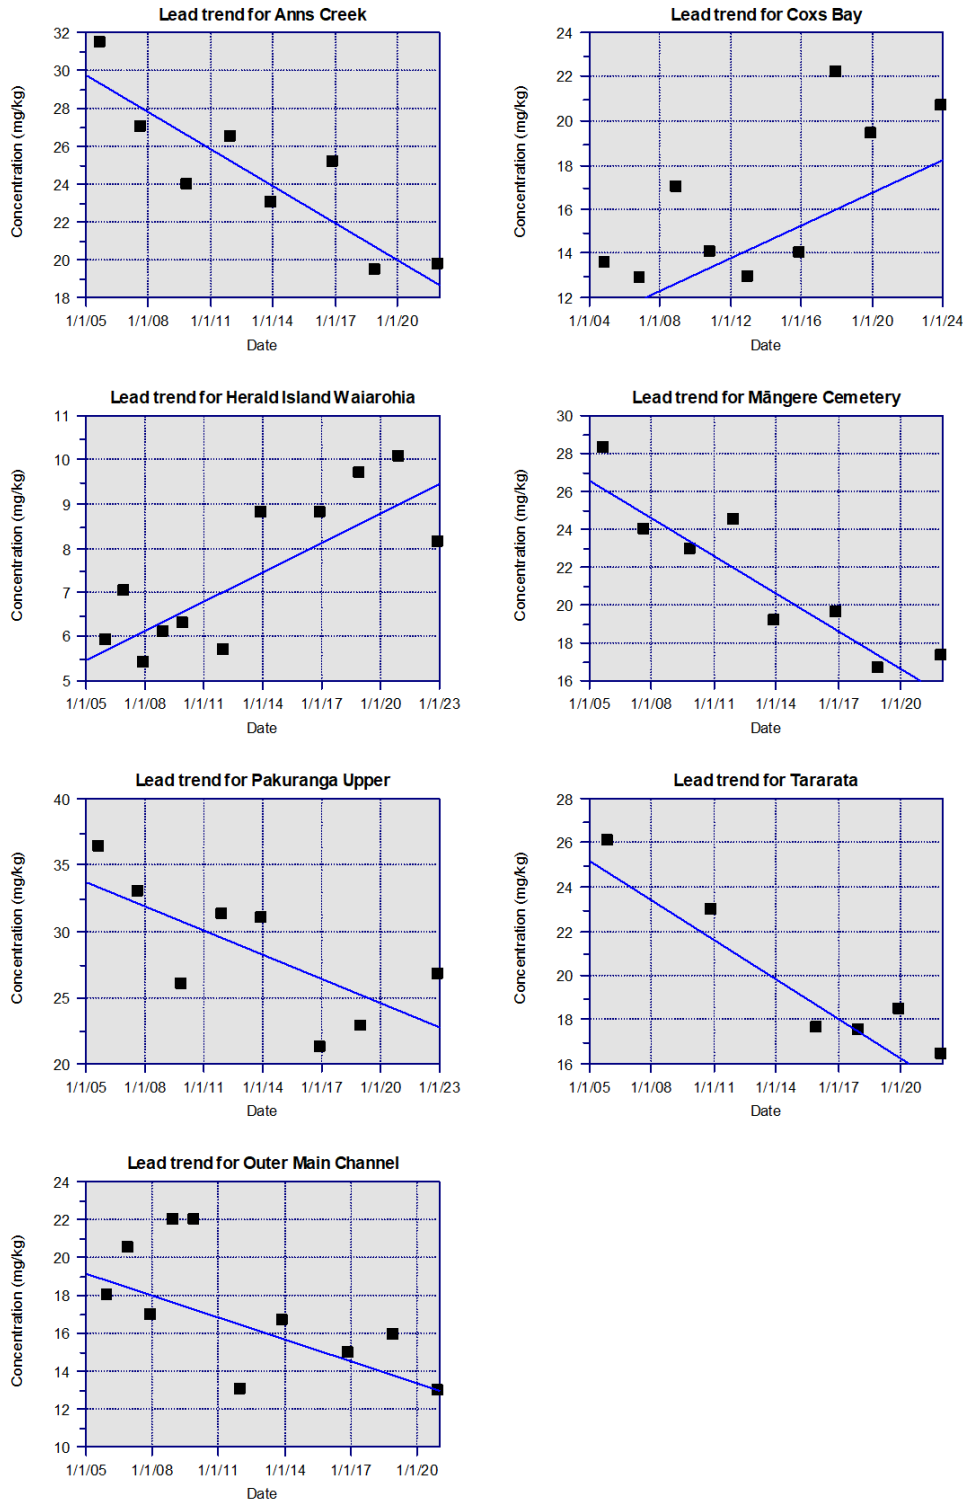 Lead trend for Anns Creek
Concentration (mg/kg)
32
30
28
26
24
22
20
18
1/1/05 1/1/08 1/1/11 1/1/14 1/1/17 1/1/20
Date
Lead trend for Coxs Bay
Concentration (mg/kg)
24
22
20
18
16
14
12
1/1/04 1/1/08 1/1/12 1/1/16 1/1/20 1/1/24
Date
Lead trend for Herald Island Waiarohia
Concentration (mg/kg)
11
10
9
8
7
6
5
1/1/05 1/1/08 1/1/11 1/1/14 1/1/17 1/1/20 1/1/23
Date
Lead trend for Māngere Cemetery
Concentration (mg/kg)
30
28
26
24
22
20
18
16
1/1/05 1/1/08 1/1/11 1/1/14 1/1/17 1/1/20
Date
Lead trend for Pakuranga Upper
Concentration (mg/kg)
40
35
30
25
20
1/1/05 1/1/08 1/1/11 1/1/14 1/1/17 1/1/20 1/1/23
Date
Lead trend for Tararata
Concentration (mg/kg)
28
26
24
22
20
18
16
1/1/05 1/1/08 1/1/11 1/1/14 1/1/17 1/1/20
Date
Lead trend for Outer Main Channel
Concentration (mg/kg)
24
22
20
18
16
14
12
10
1/1/05 1/1/08 1/1/11 1/1/14 1/1/17 1/1/20
Date